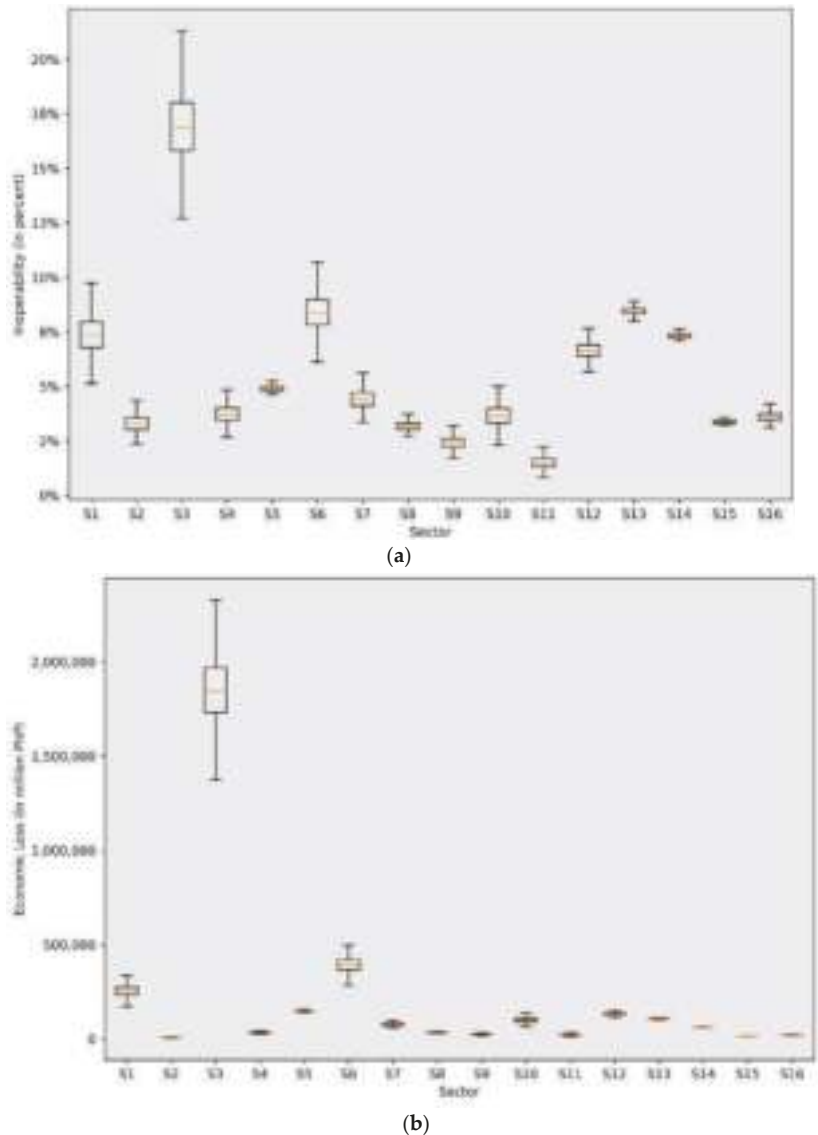 20%
18%
15%
13%
10%
8%
5%
2%
0%
Inoperability (in percent)
S1 S2 S3 S4 S5 S6 S7 S8 S9 S10 S11 S12 S13 S14 S15 S16
Sector
(a)
2,000,000
1,500,000
1,000,000
500,000
0
Economic Loss (in million PhP)
S1 S2 S3 S4 S5 S6 S7 S8 S9 S10 S11 S12 S13 S14 S15 S16
Sector
(b)